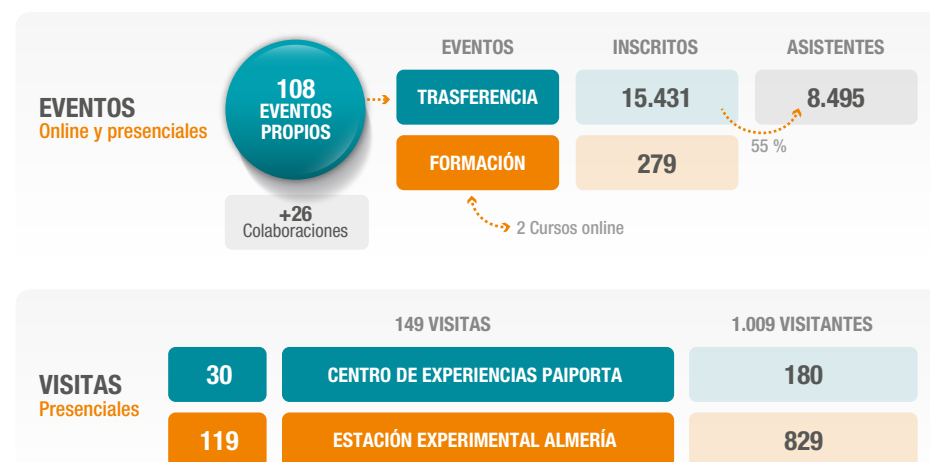 EVENTOS INSCRITOS ASISTENTES
EVENTOS
Online y presenciales
108
EVENTOS
PROPIOS
TRASFERENCIA 15.431 8.495
55 %
FORMACIÓN 279
+26
Colaboraciones
2 Cursos online
149 VISITAS 1.009 VISITANTES
VISITAS
Presenciales
30 CENTRO DE EXPERIENCIAS PAIPORTA 180
119 ESTACIÓN EXPERIMENTAL ALMERÍA 829